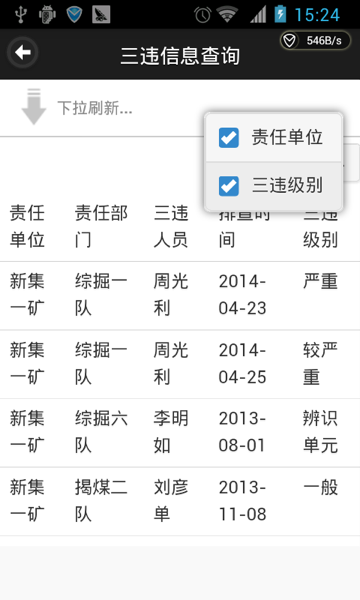 15:24
546B/s
三违信息查询
下拉刷新...
责任单位
三违级别
责任 责任部 三违 排查时 三违
单位 门 人员 间 级别
新集 综掘一 周光 2014- 严重
一矿 队 利 04-23
新集 综掘一 周光 2014- 较严
一矿 队 利 04-25 重
新集 综掘六 李明 2013- 辨识
一矿 队 如 08-01 单元
新集 揭煤二 刘彦 2013- 一般
一矿 队 单 11-08